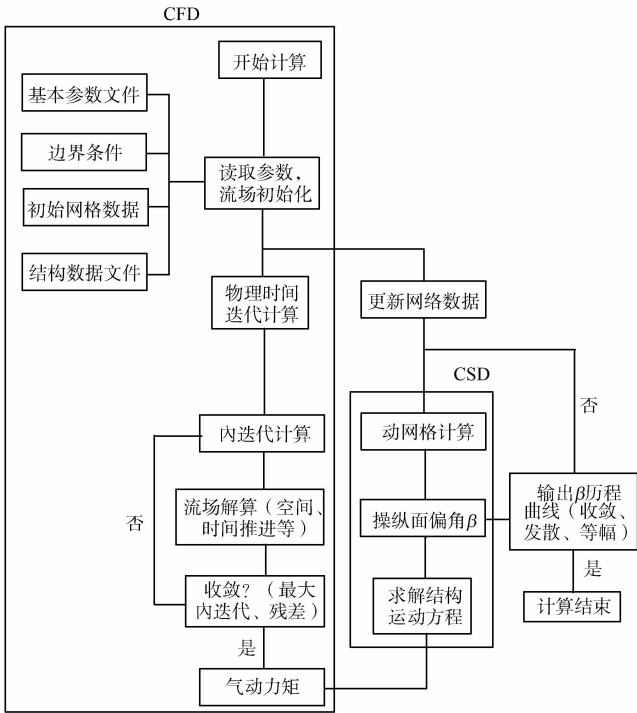 CFD
开始计算
基本参数文件
边界条件
读取参数，
流场初始化
初始网格数据
结构数据文件
物理时间
迭代计算
更新网络数据
CSD
否
内迭代计算
动网格计算
否
流场解算（空间、
时间推进等）
操纵面偏角β
输出β历程
曲线（收敛、
发散、等幅）
收敛？（最大
内迭代、残差）
求解结构
运动方程
是
计算结束
是
气动力矩